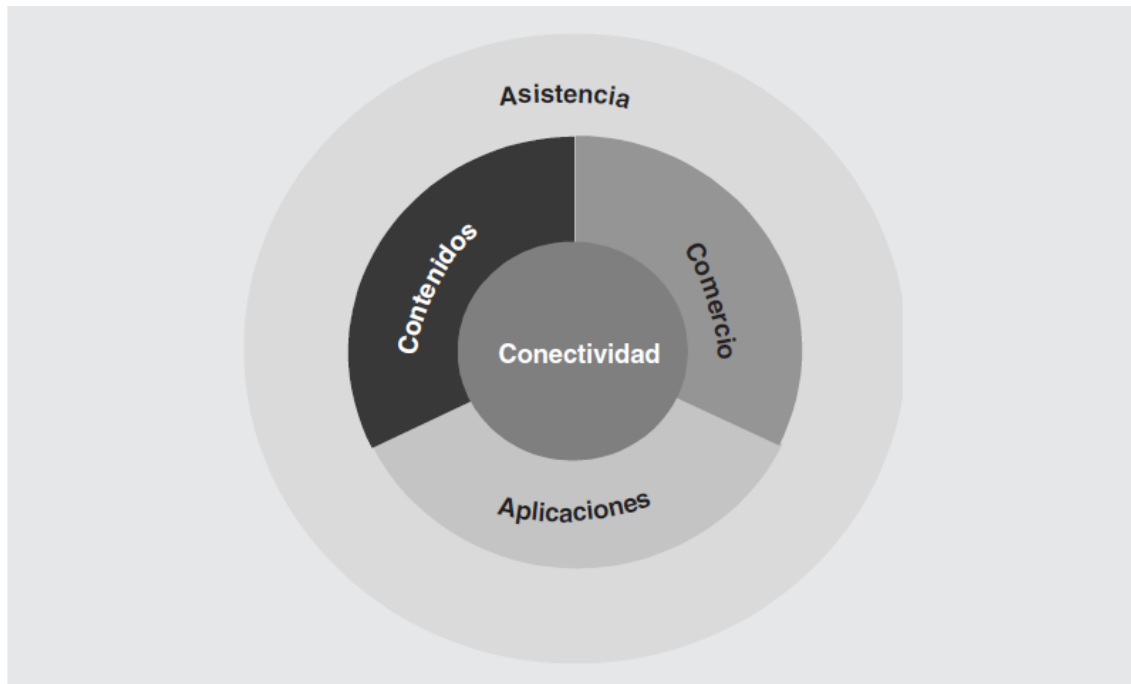 Asistencia
Contenidos
Comercio
Conectividad
Aplicaciones